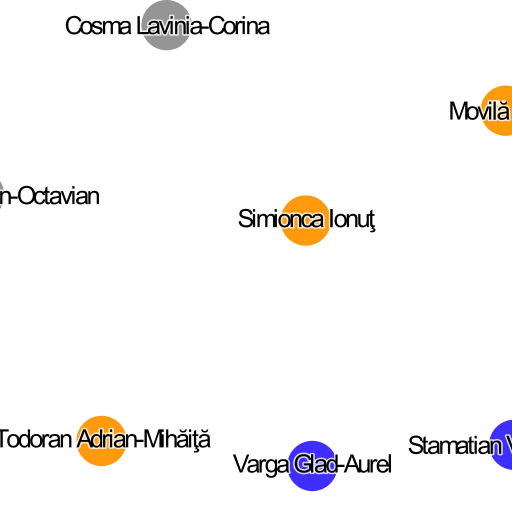 Cosma Lavinia-Corina
Movilă
n-Octavian
Simionca Ionuţ
Todoran Adrian-Mihăiţă
Varga Glad-Aurel
Stamatian V